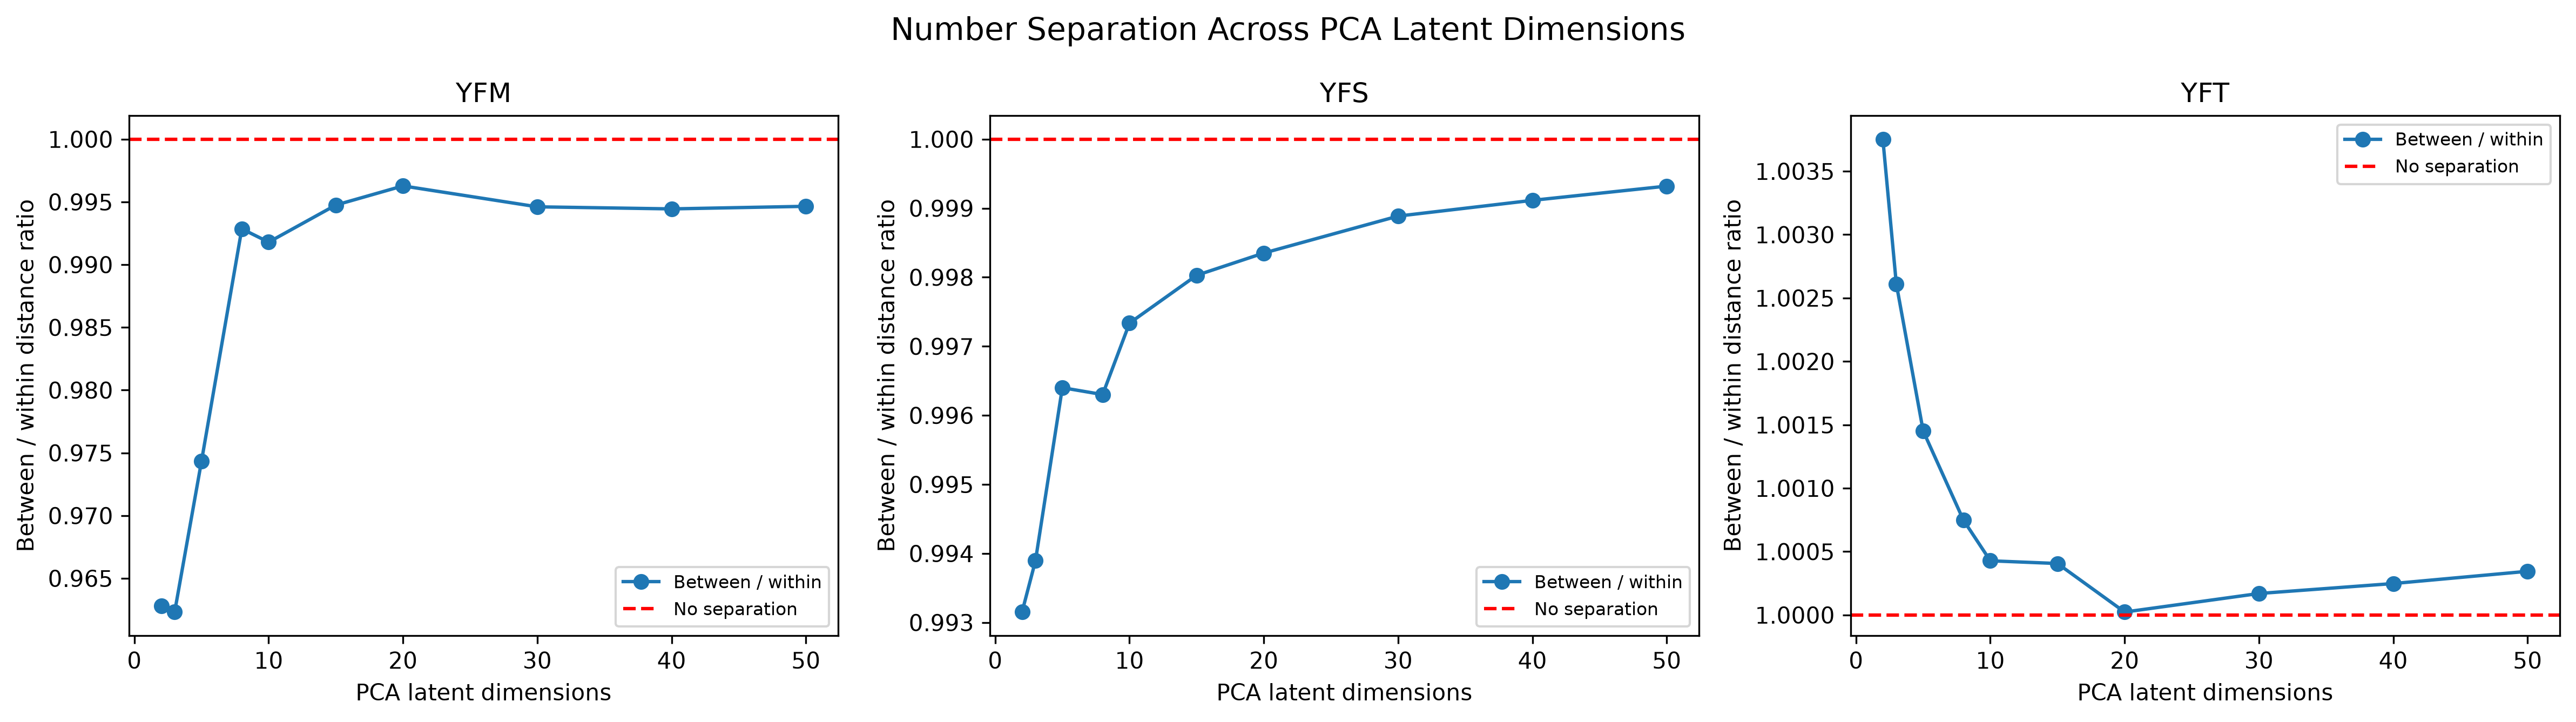 Number Separation Across PCA Latent Dimensions
YFM
Between / within distance ratio
1.000
0.995
0.990
0.985
0.980
0.975
0.970
0.965
Between / within
No separation
0 10 20 30 40 50
PCA latent dimensions
YFS
Between / within distance ratio
1.000
0.999
0.998
0.997
0.996
0.995
0.994
0.993
Between / within
No separation
0 10 20 30 40 50
PCA latent dimensions
YFT
Between / within distance ratio
Between / within
No separation
1.0035
1.0030
1.0025
1.0020
1.0015
1.0010
1.0005
1.0000
0 10 20 30 40 50
PCA latent dimensions